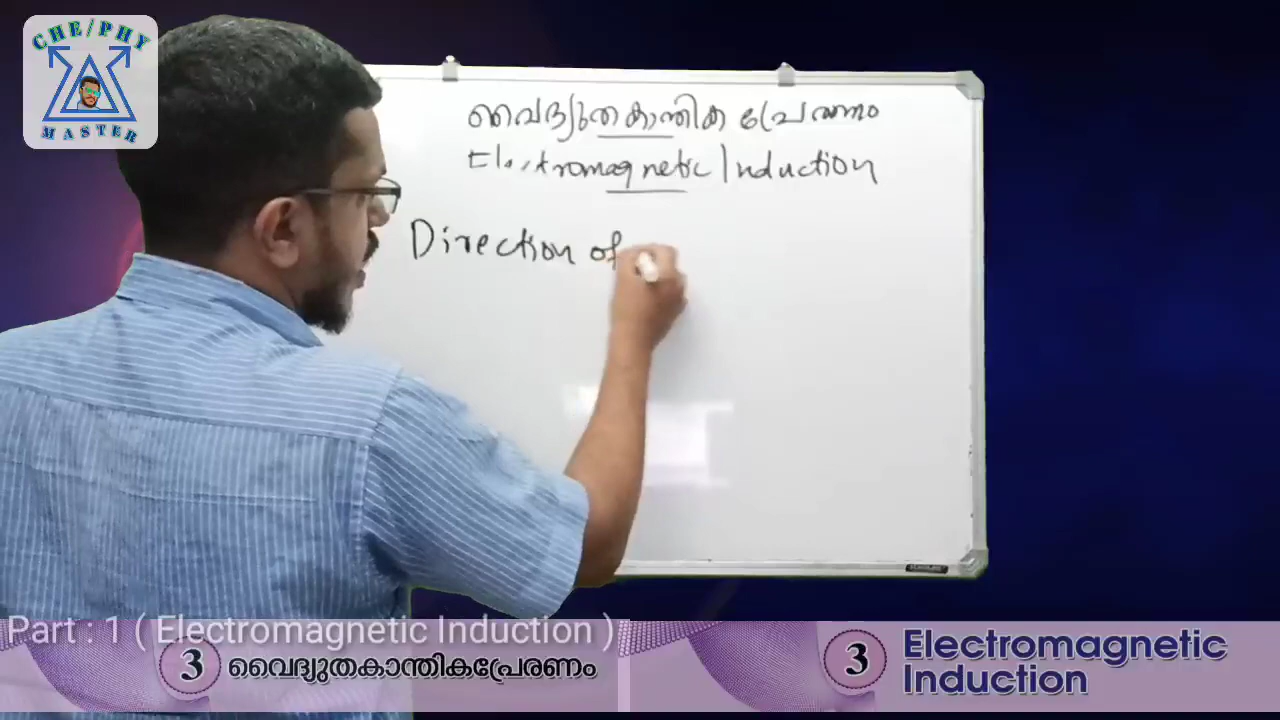 CHE/PHY
MASTER
വൈദ്യുതകാന്തിക പ്രേരണം
Electromagnetic Induction
Direction of
Part : 1 ( Electromagnetic Induction )
3 വൈദ്യുതകാന്തികപ്രേരണം
3 Electromagnetic
Induction